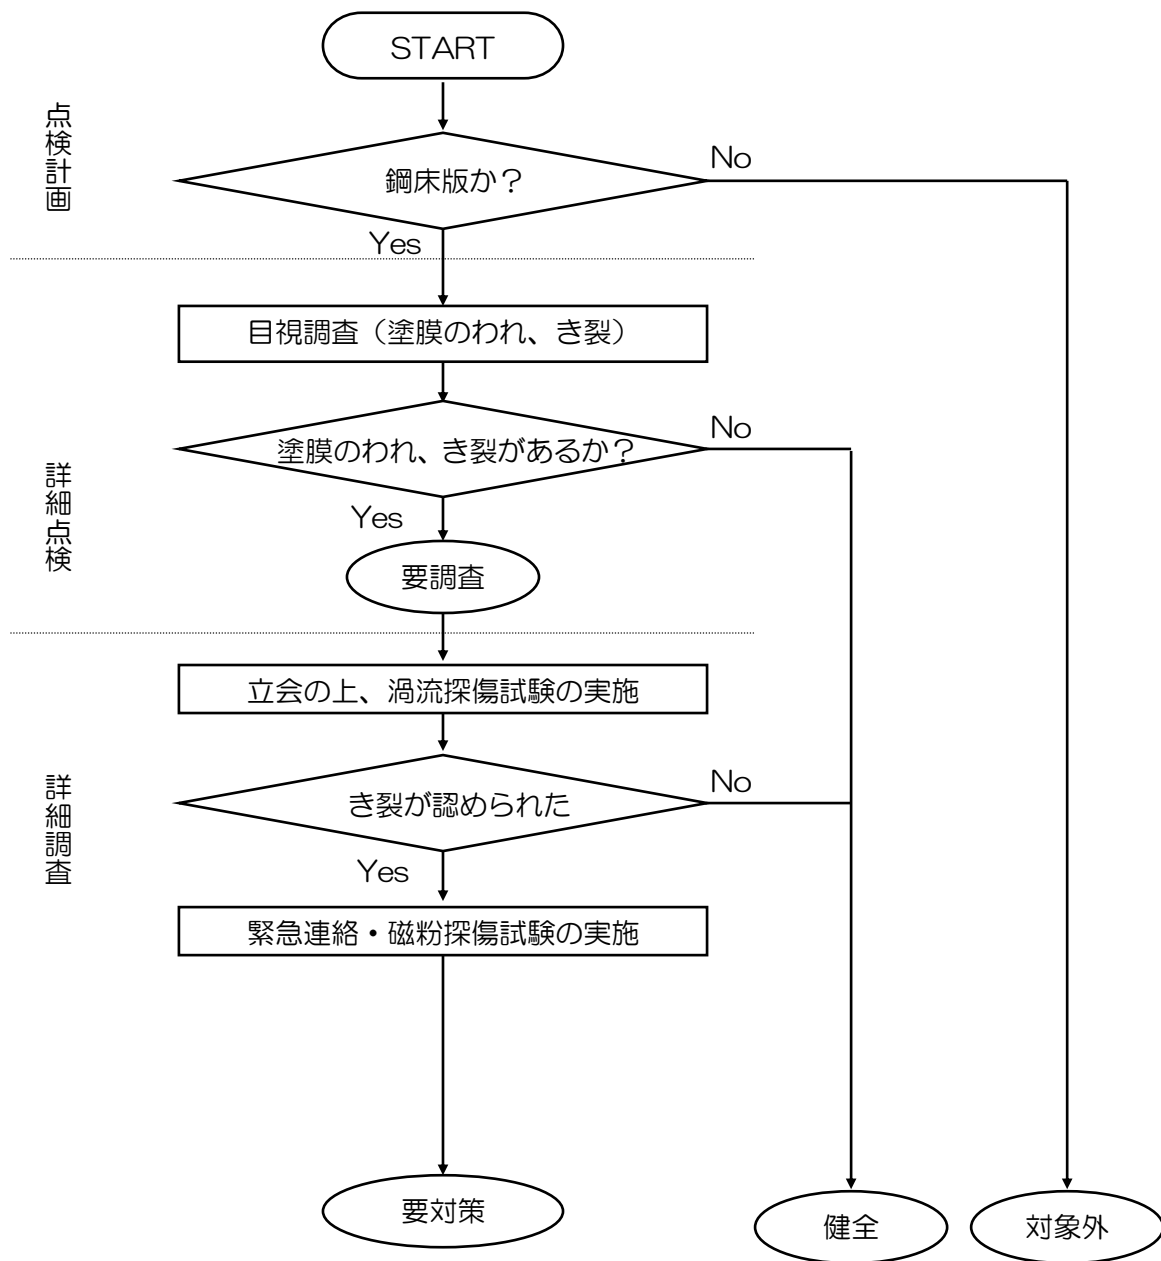 START
点検計画
鋼床版か？
No
Yes
目視調査（塗膜のわれ、き裂）
塗膜のわれ、き裂があるか？
No
詳細点検
Yes
要調査
立会の上、渦流探傷試験の実施
詳細調査
き裂が認められた
No
Yes
緊急連絡・磁粉探傷試験の実施
要対策
健全
対象外